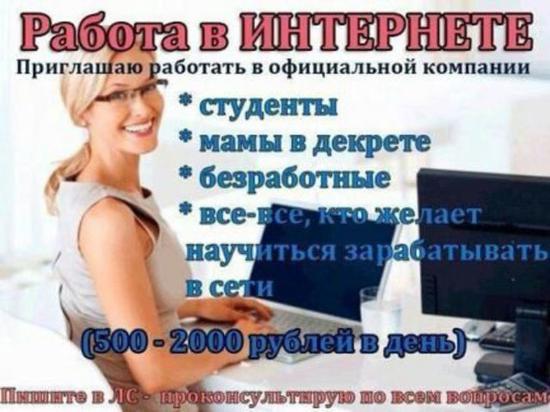 Работа в ИНТЕРНЕТЕ
Приглашаю работать в официальной компании
* студенты
* мамы в декрете
* безработные
* все-все, кто желает
научиться зарабатывать
в сети
(500 - 2000 рублей в день)
Пишите в ЛС - проконсультирую по всем вопросам